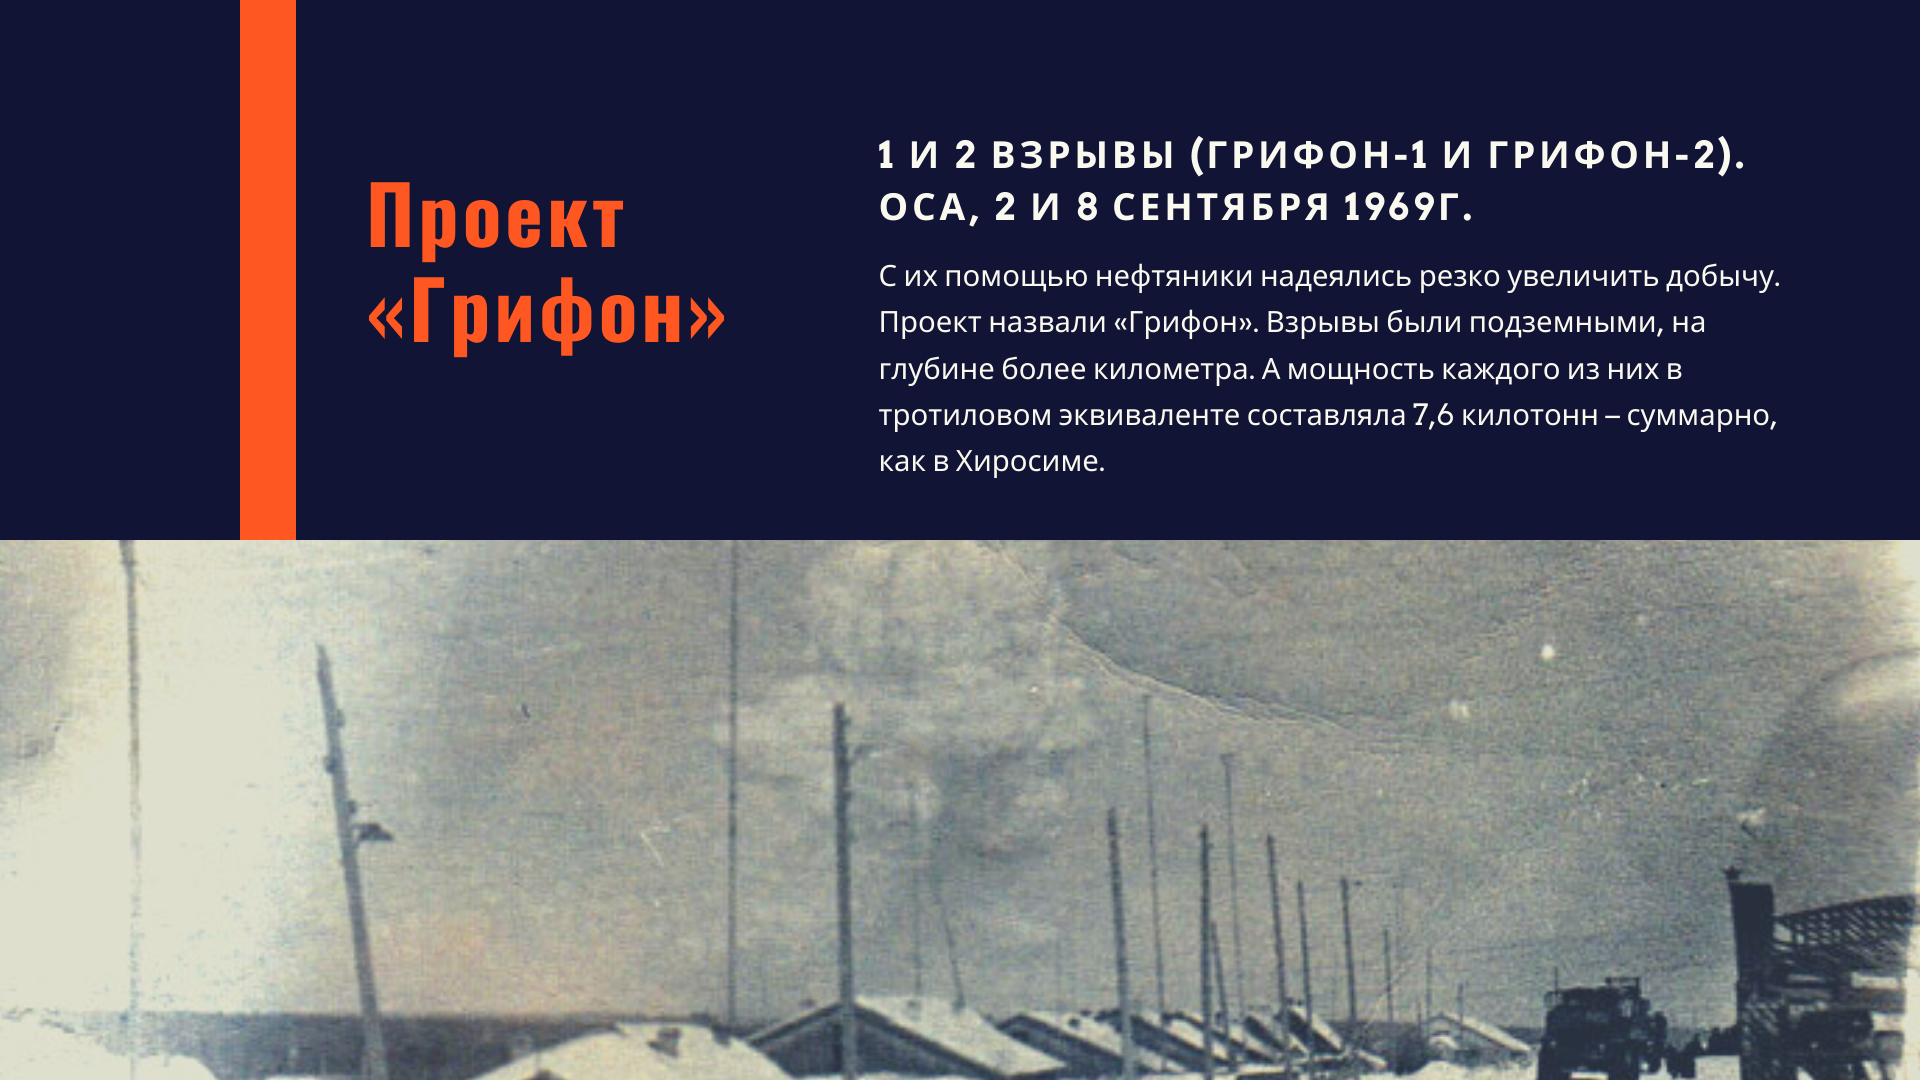 Проект
«Грифон»
1 И 2 ВЗРЫВЫ (ГРИФОН-1 И ГРИФОН-2).
ОСА, 2 И 8 СЕНТЯБРЯ 1969Г.
С их помощью нефтяники надеялись резко увеличить добычу.
Проект назвали «Грифон». Взрывы были подземными, на
глубине более километра. А мощность каждого из них в
тротиловом эквиваленте составляла 7,6 килотонн – суммарно,
как в Хиросиме.